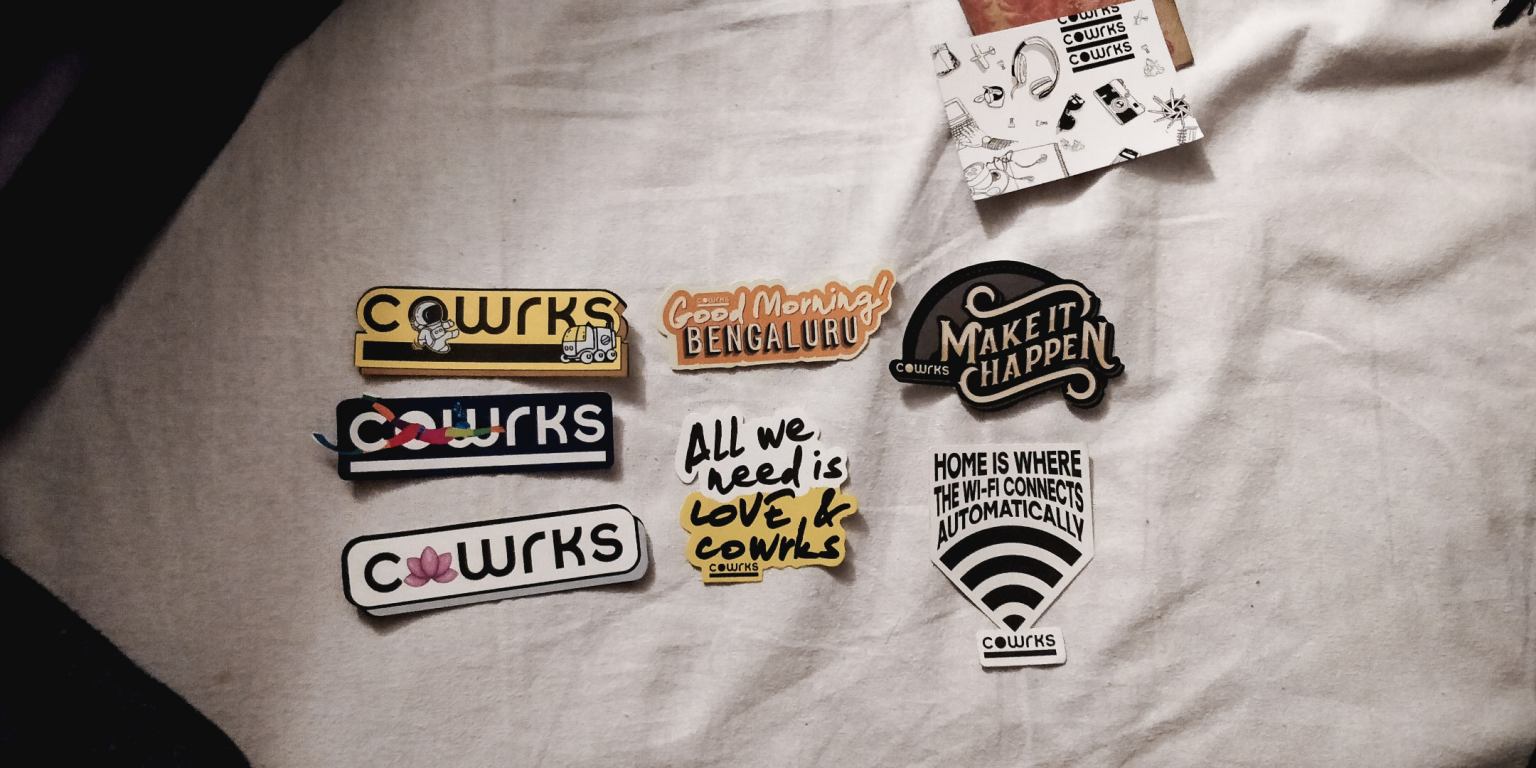 COWRKS
COWRKS
COWRKS
COWRKS
COWRKS
Good Morning!
BENGALURU
MAKE IT
HAPPEN
COWRKS
COWRKS
All we
need is
LOVE &
cowrks
COWRKS
HOME IS WHERE
THE WI-FI CONNECTS
AUTOMATICALLY
COWRKS
COWRKS